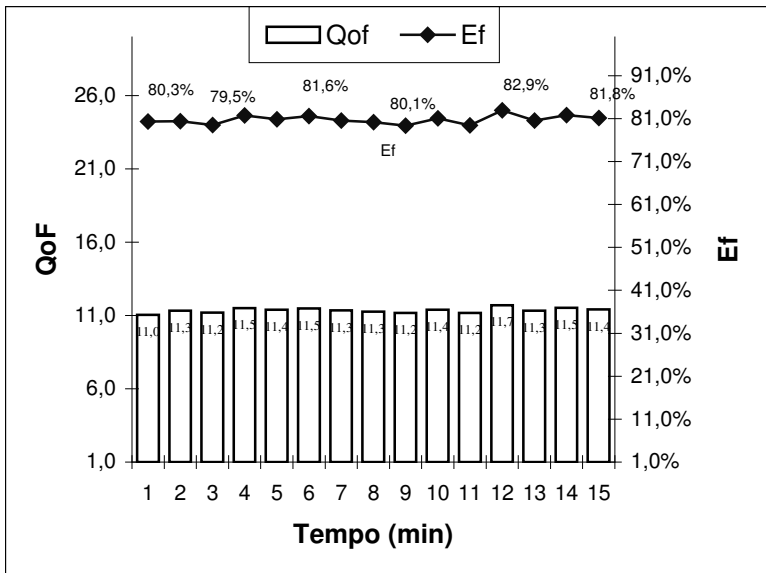 Qof Ef
80,3% 79,5% 81,6% 80,1% 82,9% 81,8%
Ef
26,0
21,0
16,0
11,0
6,0
1,0
QoF
91,0%
81,0%
71,0%
61,0%
51,0%
41,0%
31,0%
21,0%
11,0%
1,0%
Ef
11,0 11,3 11,2 11,5 11,4 11,5 11,3 11,3 11,2 11,4 11,2 11,7 11,3 11,5 11,4
1 2 3 4 5 6 7 8 9 10 11 12 13 14 15
Tempo (min)